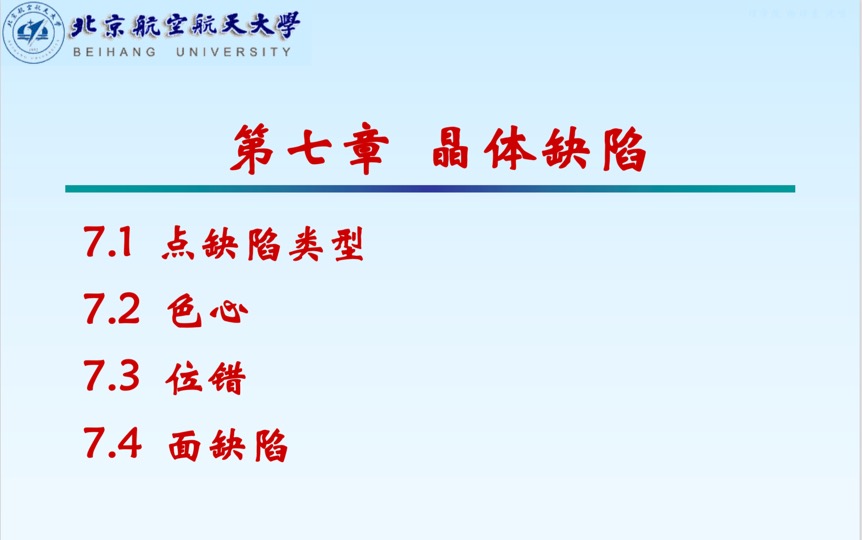 北京航空航天大學
BEIHANG UNIVERSITY
第七章 晶体缺陷
7.1 点缺陷类型
7.2 色心
7.3 位错
7.4 面缺陷